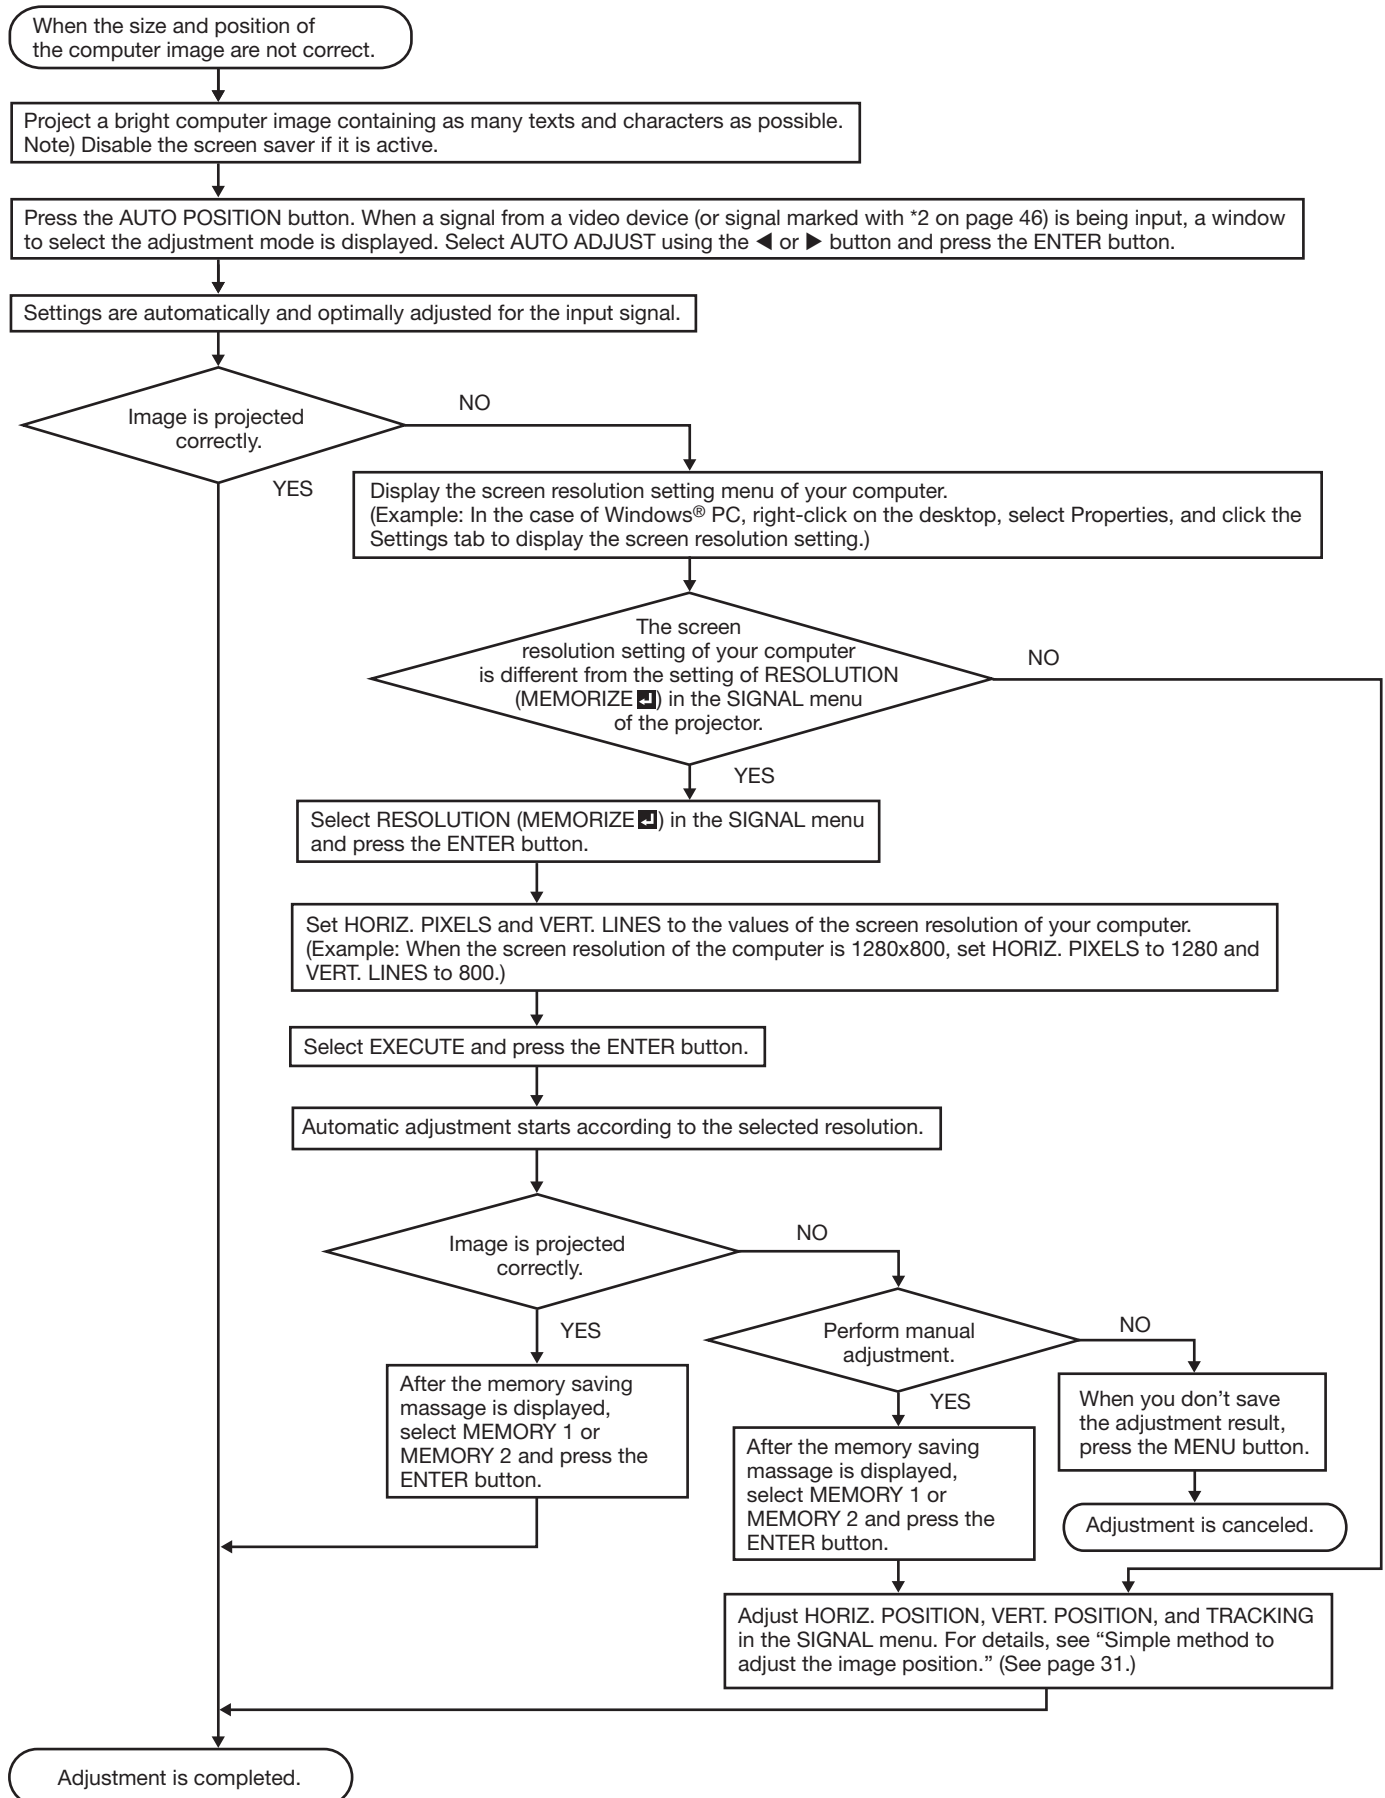 When the size and position of
the computer image are not correct.
Project a bright computer image containing as many texts and characters as possible.
Note) Disable the screen saver if it is active.
Press the AUTO POSITION button. When a signal from a video device (or signal marked with *2 on page 46) is being input, a window
to select the adjustment mode is displayed. Select AUTO ADJUST using the ◀ or ▶ button and press the ENTER button.
Settings are automatically and optimally adjusted for the input signal.
Image is projected
correctly.
NO
YES
Display the screen resolution setting menu of your computer.
(Example: In the case of Windows® PC, right-click on the desktop, select Properties, and click the
Settings tab to display the screen resolution setting.)
The screen
resolution setting of your computer
is different from the setting of RESOLUTION
(MEMORIZE ↵) in the SIGNAL menu
of the projector.
NO
YES
Select RESOLUTION (MEMORIZE ↵) in the SIGNAL menu
and press the ENTER button.
Set HORIZ. PIXELS and VERT. LINES to the values of the screen resolution of your computer.
(Example: When the screen resolution of the computer is 1280x800, set HORIZ. PIXELS to 1280 and
VERT. LINES to 800.)
Select EXECUTE and press the ENTER button.
Automatic adjustment starts according to the selected resolution.
Image is projected
correctly.
NO
YES
Perform manual
adjustment.
NO
YES
After the memory saving
massage is displayed,
select MEMORY 1 or
MEMORY 2 and press the
ENTER button.
After the memory saving
massage is displayed,
select MEMORY 1 or
MEMORY 2 and press the
ENTER button.
When you don't save
the adjustment result,
press the MENU button.
Adjustment is canceled.
Adjust HORIZ. POSITION, VERT. POSITION, and TRACKING
in the SIGNAL menu. For details, see “Simple method to
adjust the image position.” (See page 31.)
Adjustment is completed.